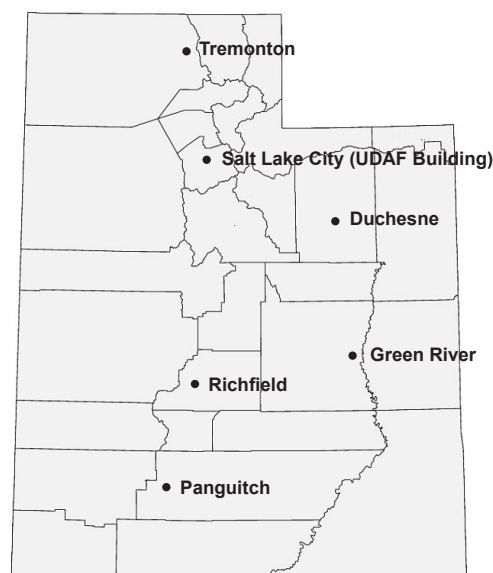 Tremonton
Salt Lake City (UDAF Building)
Duchesne
Green River
Richfield
Panguitch